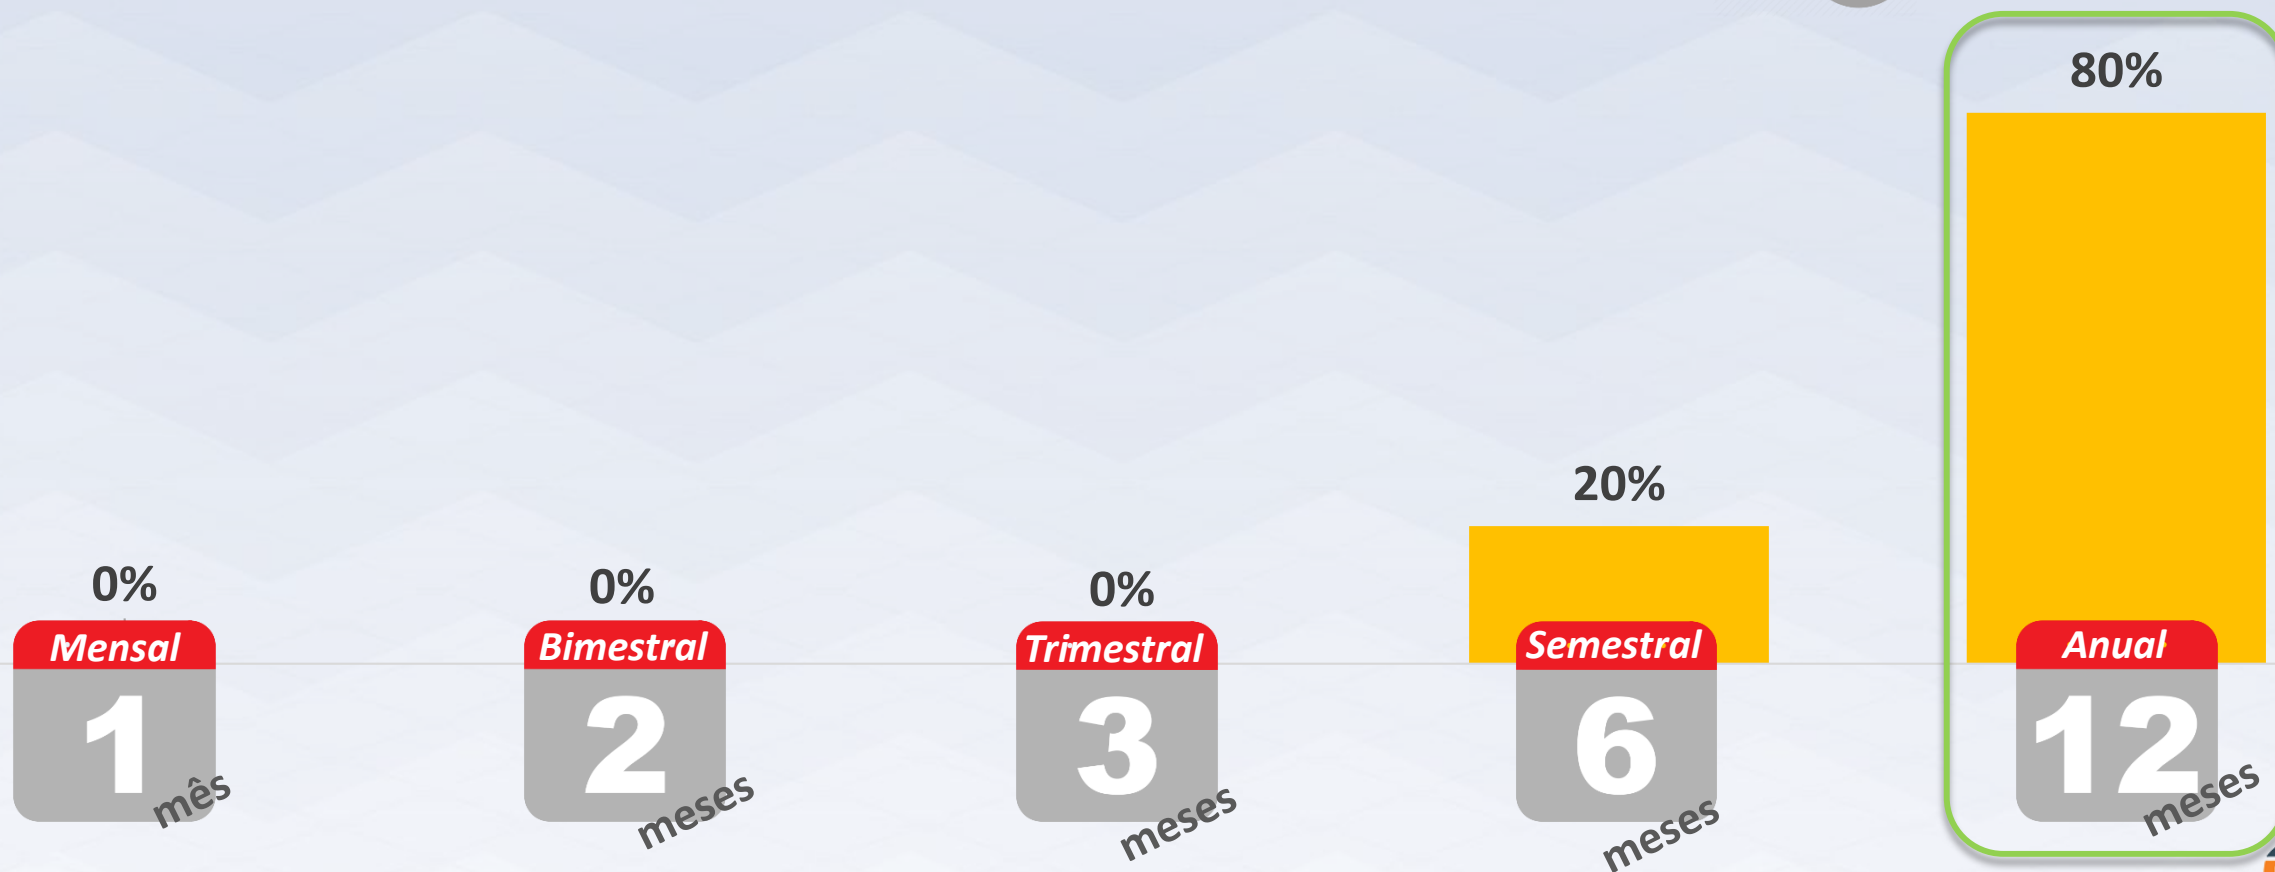 80%
20%
0%
0%
0%
Mensal
Bimestral
Trimestral
Semestral
Anual
1
2
3
6
12
mês
meses
meses
meses
meses